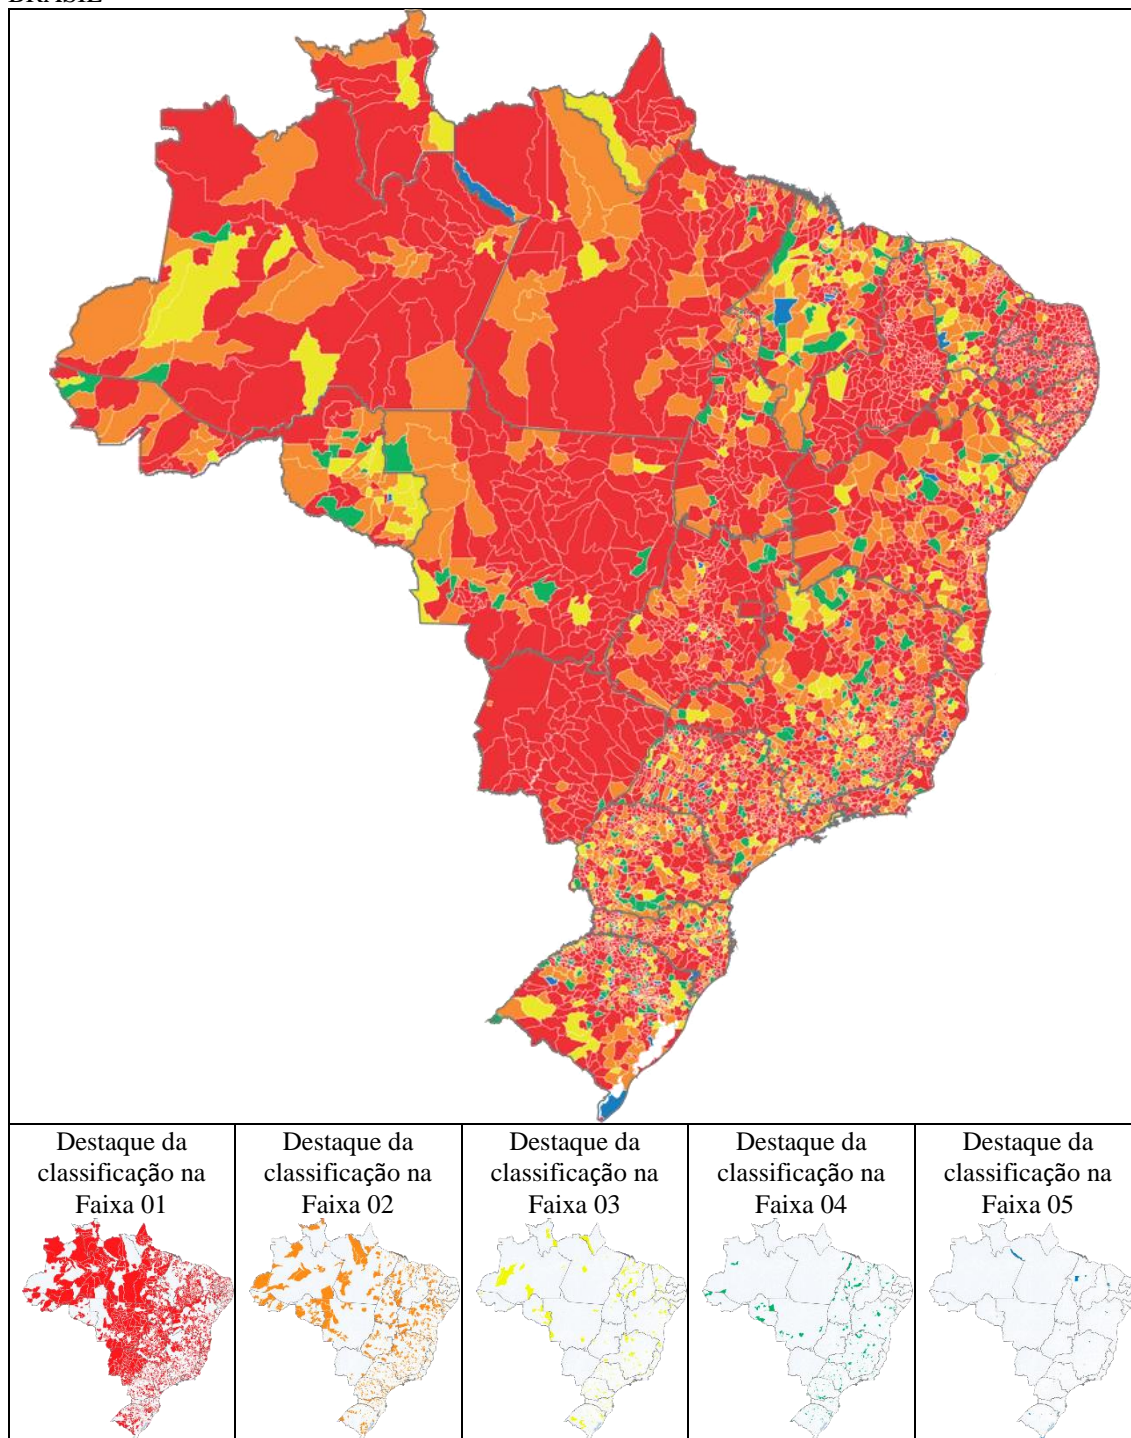 BRASIL
Destaque da
classificação na
Faixa 01
Destaque da
classificação na
Faixa 02
Destaque da
classificação na
Faixa 03
Destaque da
classificação na
Faixa 04
Destaque da
classificação na
Faixa 05